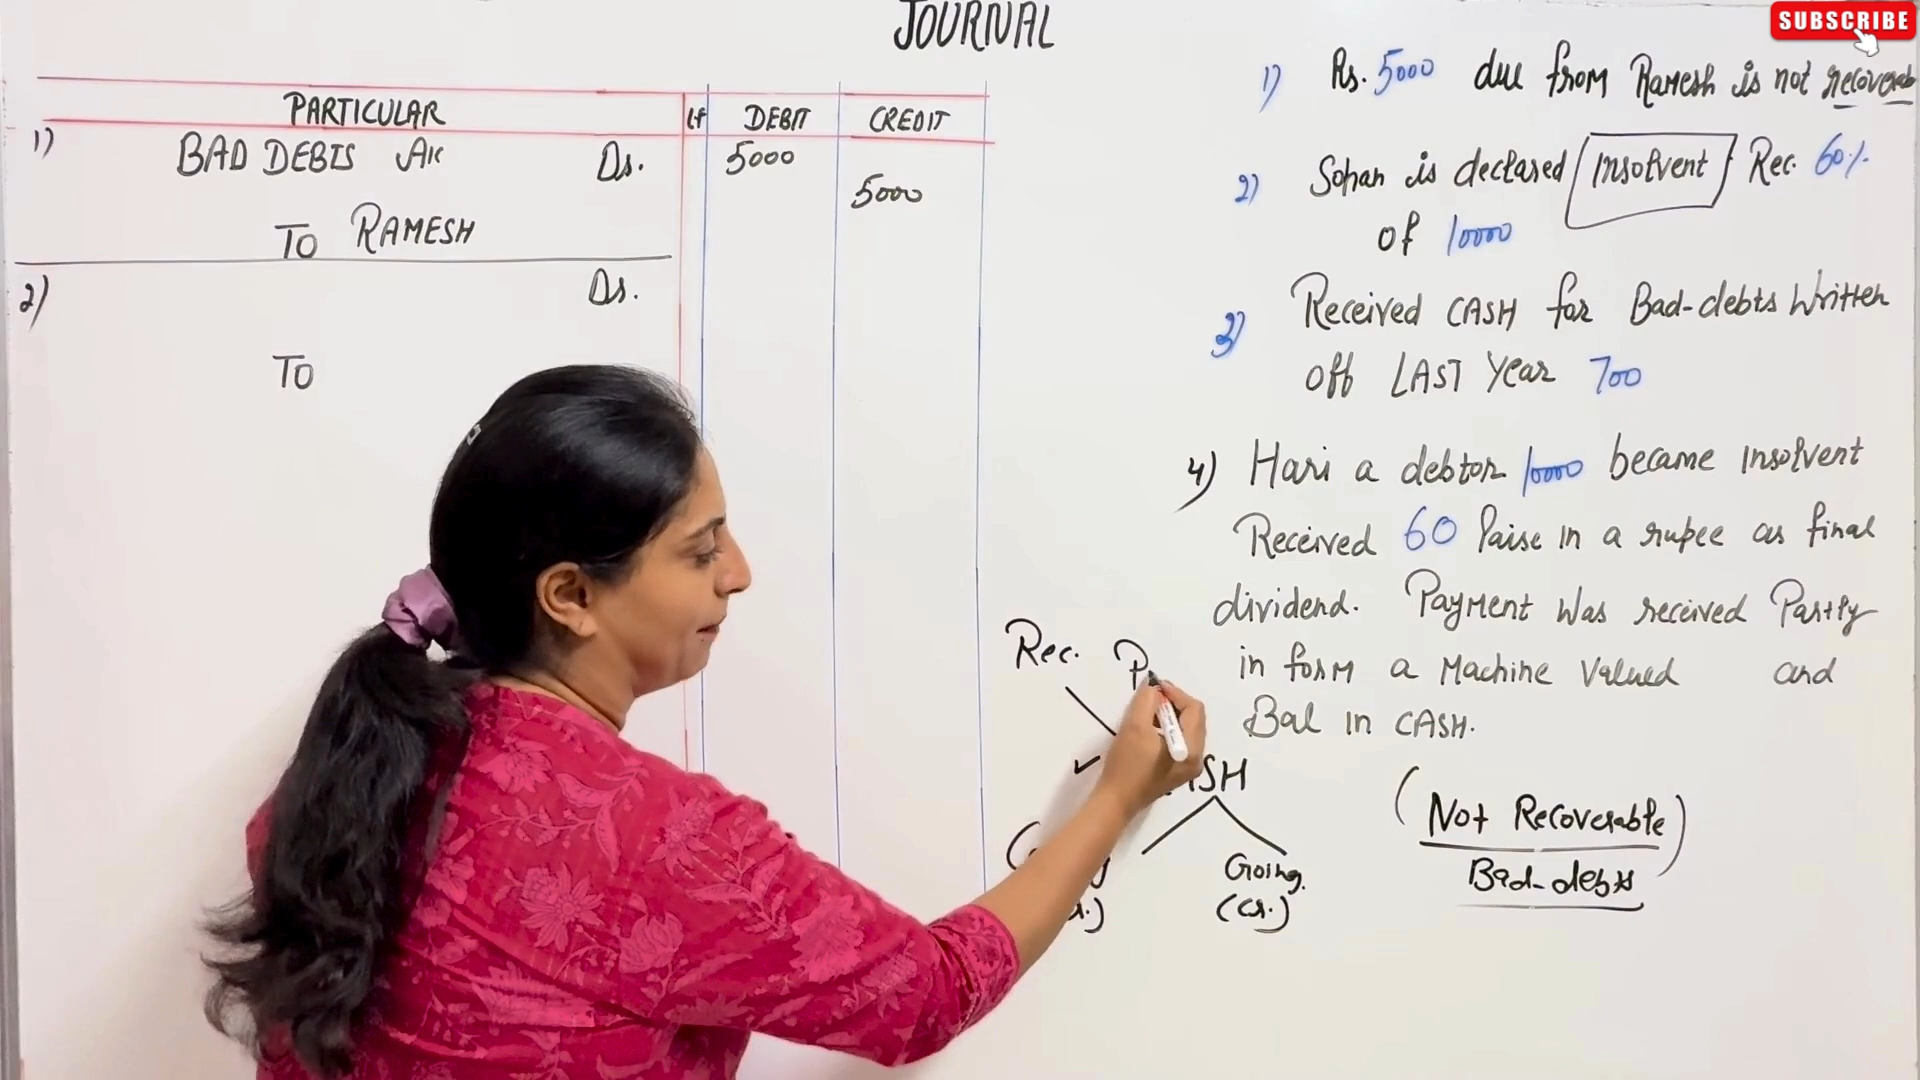 JOURNAL
SUBSCRIBE
PARTICULAR LF DEBIT CREDIT
1) BAD DEBTS A/c Dr. 5000
5000
TO RAMESH
2) Dr.
TO
1) Rs. 5000 due from Ramesh is not recoverab
2) Sohan is declared Insolvent Rec. 60%
of 10000
3) Received CASH for Bad-debts Written
off LAST Year 700
4) Hari a debtor 10000 became insolvent
Received 60 Paise in a rupee as final
dividend. Payment was received Partly
in form a Machine Valued and
Bal in CASH.
Rec. P
Going
(Cr.)
(Not Recoverable)
Bad-debts